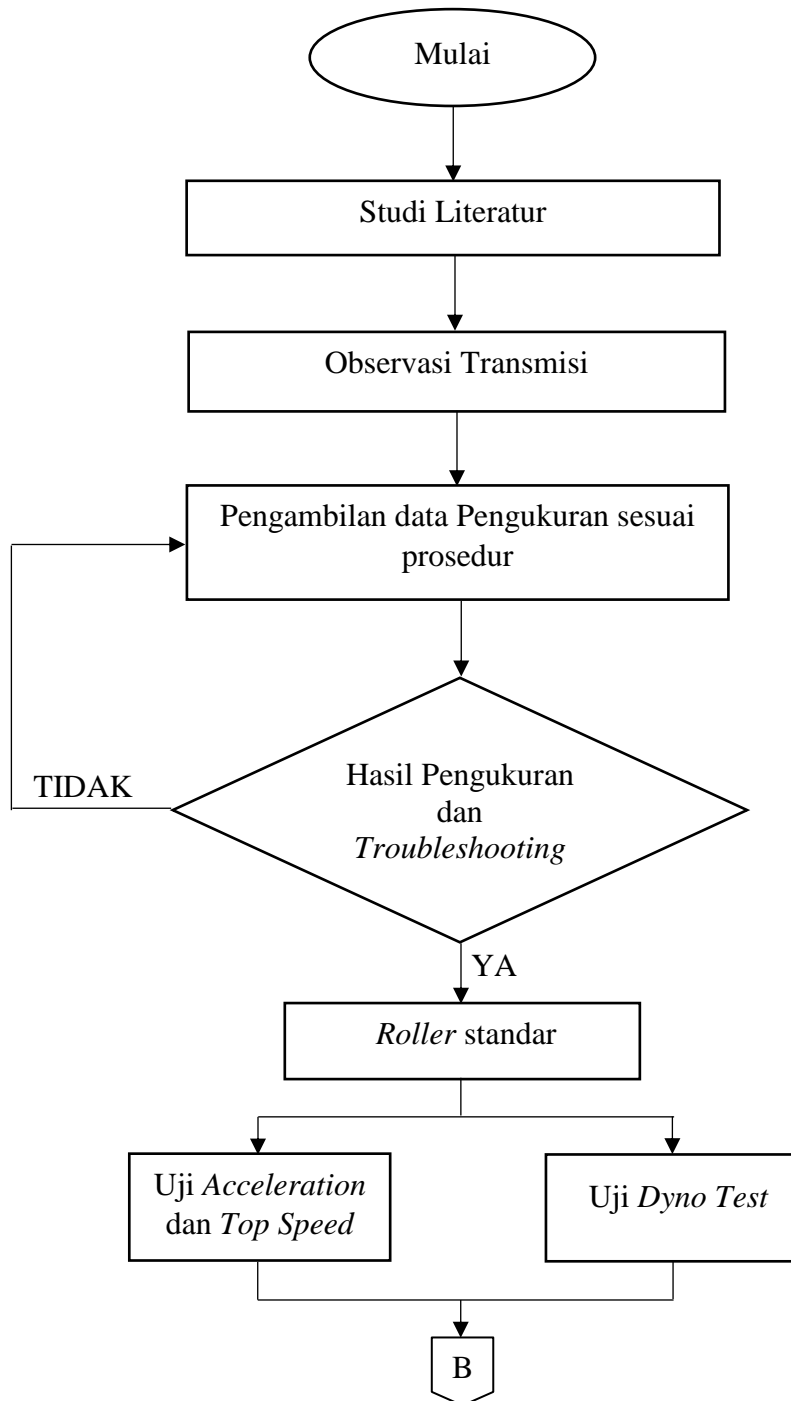 Mulai
Studi Literatur
Observasi Transmisi
Pengambilan data Pengukuran sesuai
prosedur
TIDAK
Hasil Pengukuran
dan
Troubleshooting
YA
Roller standar
Uji Acceleration
dan Top Speed
Uji Dyno Test
B